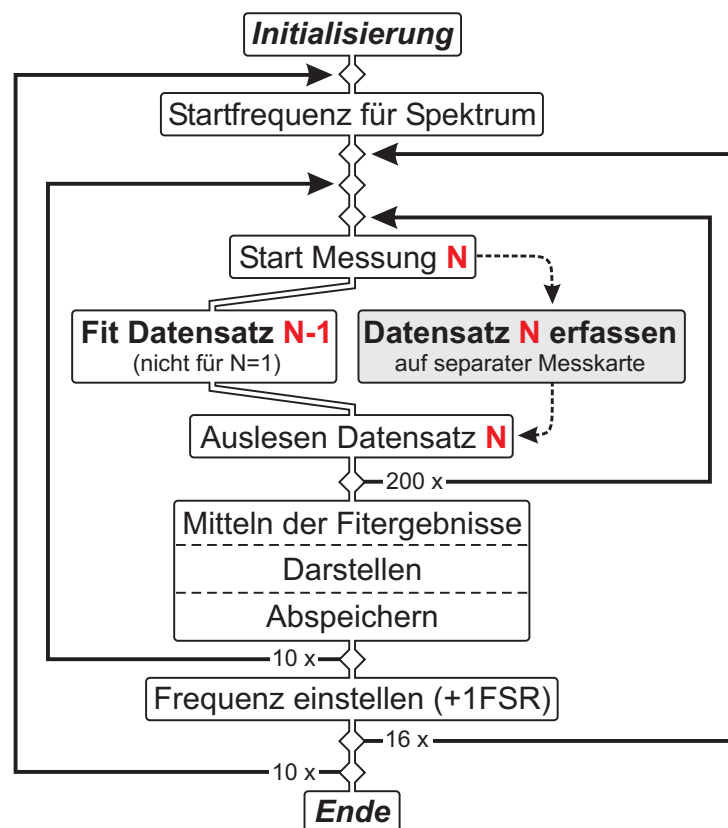 Initialisierung
Startfrequenz für Spektrum
Start Messung N
Fit Datensatz N-1
(nicht für N=1)
Datensatz N erfassen
auf separater Messkarte
Auslesen Datensatz N
200 x
Mitteln der Fitergebnisse
Darstellen
Abspeichern
10 x
Frequenz einstellen (+1FSR)
16 x
10 x
Ende